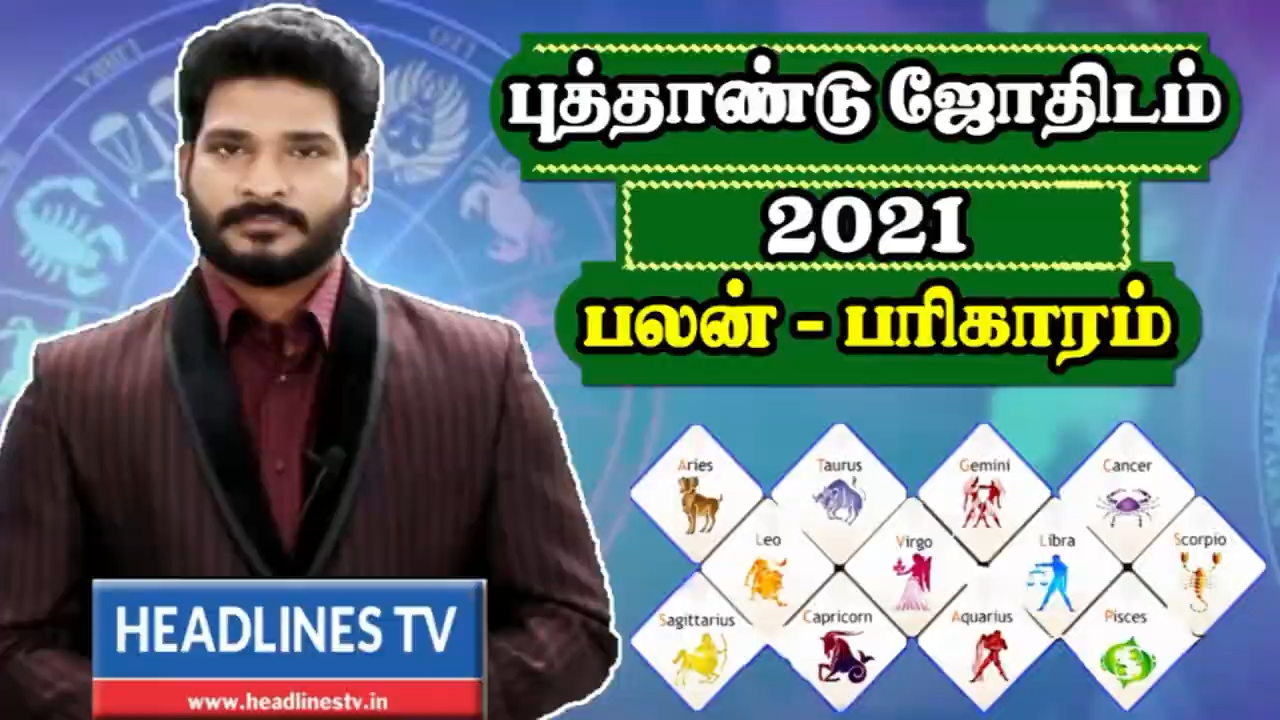 புத்தாண்டு ஜோதிடம்
2021
பலன் - பரிகாரம்
Aries Taurus Gemini Cancer
Leo Virgo Libra Scorpio
Sagittarius Capricorn Aquarius Pisces
HEADLINES TV
www.headlinestv.in